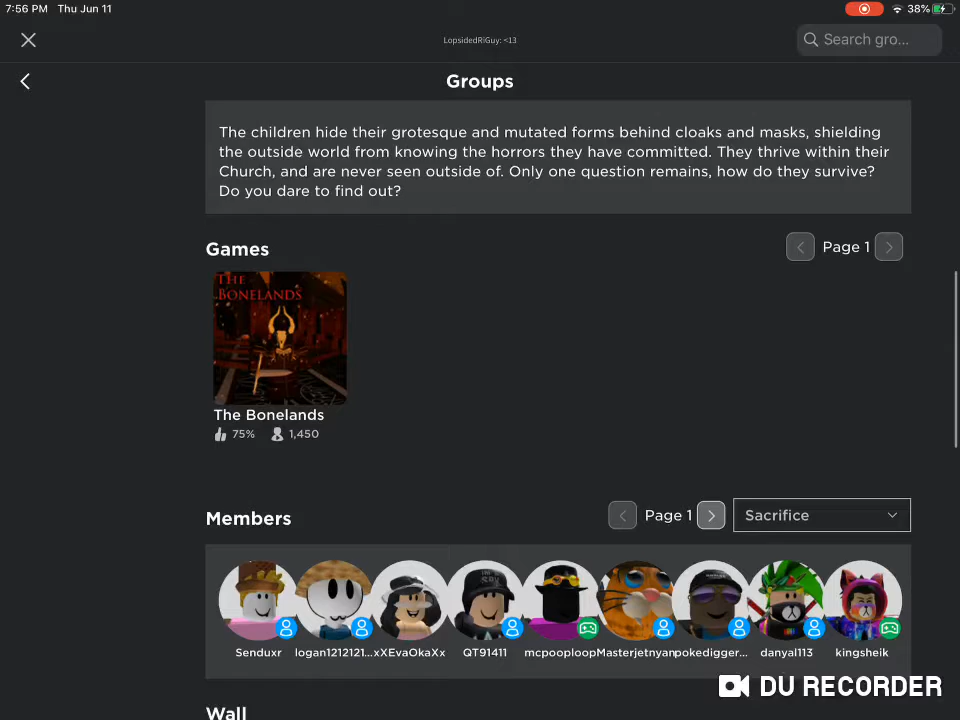 7:56 PM Thu Jun 11
38%
LopsidedRiGuy: <13
Search gro...
Groups
The children hide their grotesque and mutated forms behind cloaks and masks, shielding
the outside world from knowing the horrors they have committed. They thrive within their
Church, and are never seen outside of. Only one question remains, how do they survive?
Do you dare to find out?
Games
Page 1
THE
BONELANDS
The Bonelands
75% 1,450
Members
Page 1
Sacrifice
Senduxr logan1212121... xXEvaOkaXx QT91411 mcpooploop Masterjetnyan pokedigger... danyal113 kingsheik
DU RECORDER
Wall